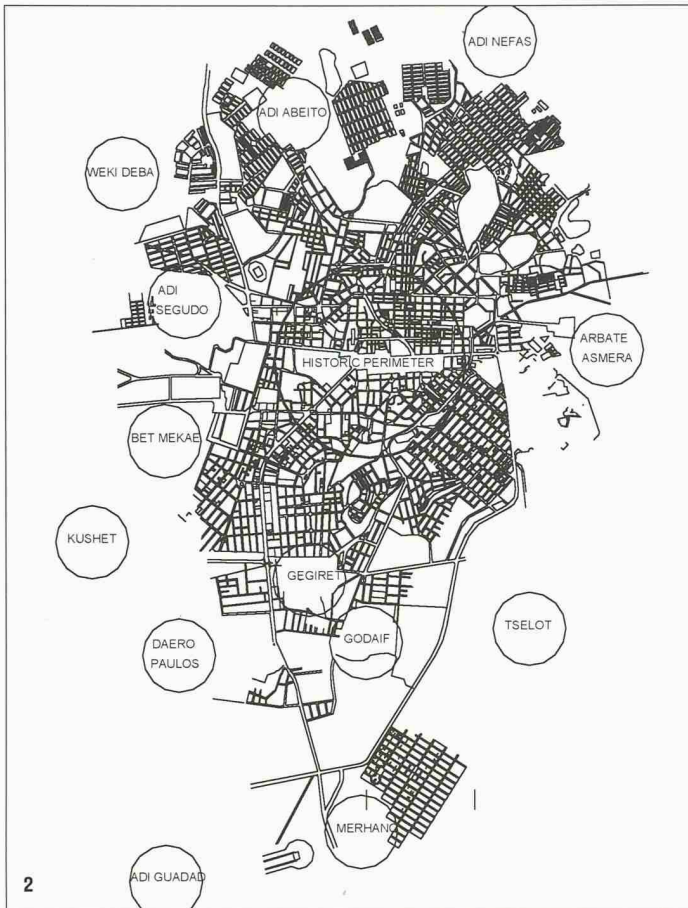 ADI NEFAS
ADI ABEITO
WEKI DEBA
ADI
SEGUDO
ARBATE
ASMERA
HISTORIC PERIMETER
BET MEKAE
KUSHET
GEGIRET
TSELOT
GODAIF
DAERO
PAULOS
MERHANO
ADI GUADAD
2